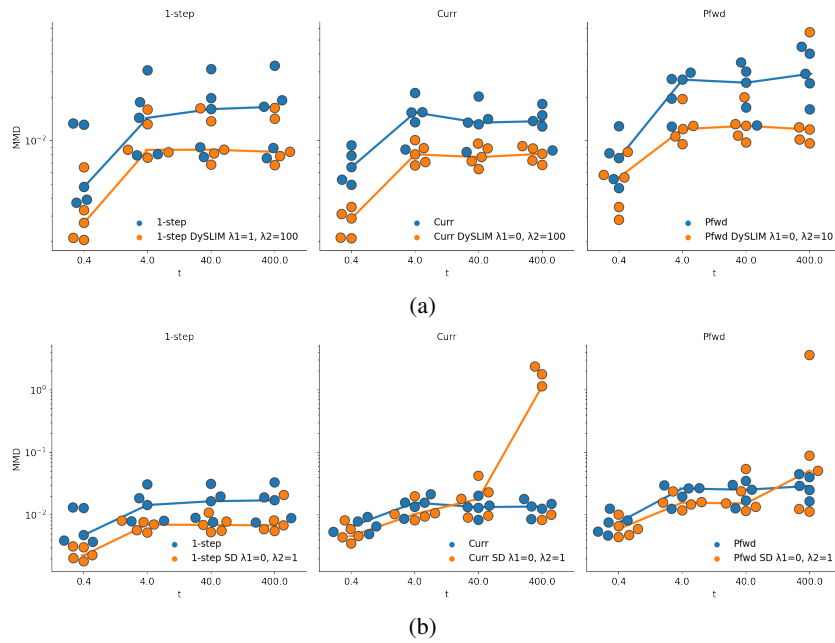 1-step Curr Pfwd
MMD
10⁻²
1-step
1-step DySLIM λ1=1, λ2=100
Curr
Curr DySLIM λ1=0, λ2=100
Pfwd
Pfwd DySLIM λ1=0, λ2=10
0.4 4.0 40.0 400.0 0.4 4.0 40.0 400.0 0.4 4.0 40.0 400.0
t t t
(a)
1-step Curr Pfwd
MMD
10⁰
10⁻¹
10⁻²
1-step
1-step SD λ1=0, λ2=1
Curr
Curr SD λ1=0, λ2=1
Pfwd
Pfwd SD λ1=0, λ2=1
0.4 4.0 40.0 400.0 0.4 4.0 40.0 400.0 0.4 4.0 40.0 400.0
t t t
(b)